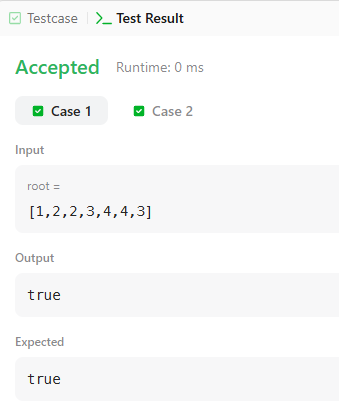 Testcase | >_ Test Result
Accepted Runtime: 0 ms
Case 1 Case 2
Input
root =
[1,2,2,3,4,4,3]
Output
true
Expected
true